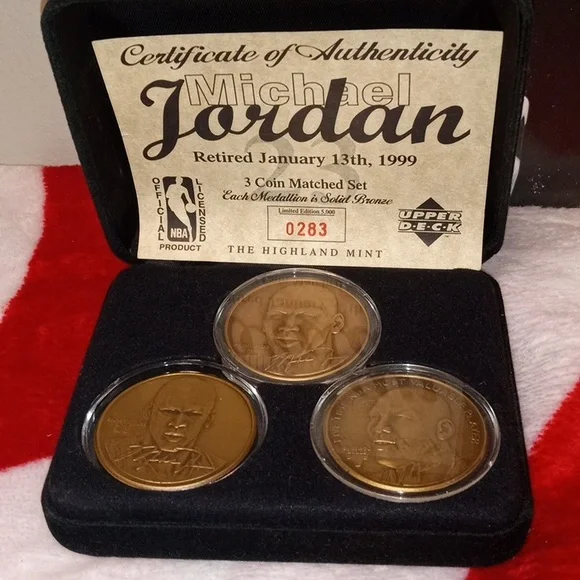 Certificate of Authenticity
Michael
Jordan
23
Retired January 13th, 1999
3 Coin Matched Set
Each Medallion is Solid Bronze
OFFICIAL
LICENSED
NBA
PRODUCT
Limited Edition 5,000
0283
UPPER
D·E·C·K
THE HIGHLAND MINT